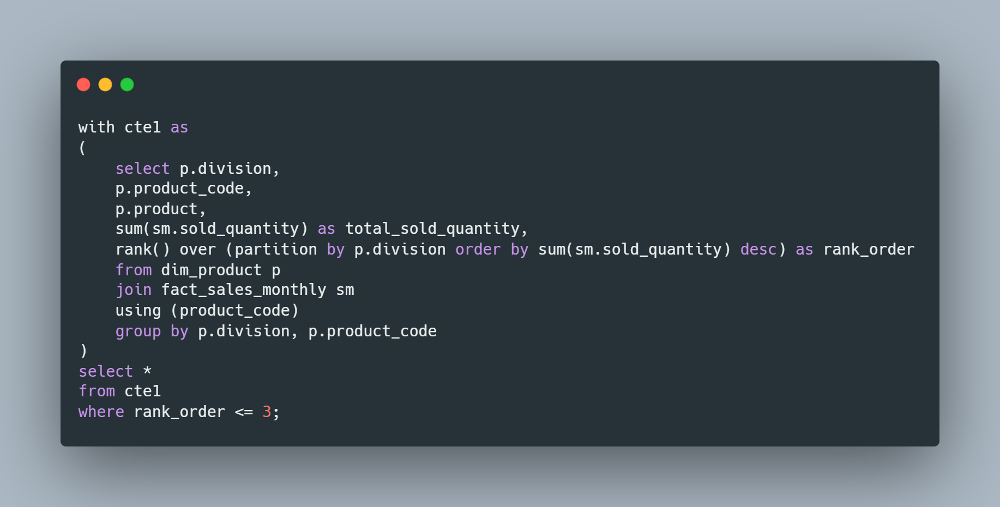 with cte1 as
(
    select p.division,
    p.product_code,
    p.product,
    sum(sm.sold_quantity) as total_sold_quantity,
    rank() over (partition by p.division order by sum(sm.sold_quantity) desc) as rank_order
    from dim_product p
    join fact_sales_monthly sm
    using (product_code)
    group by p.division, p.product_code
)
select *
from cte1
where rank_order <= 3;